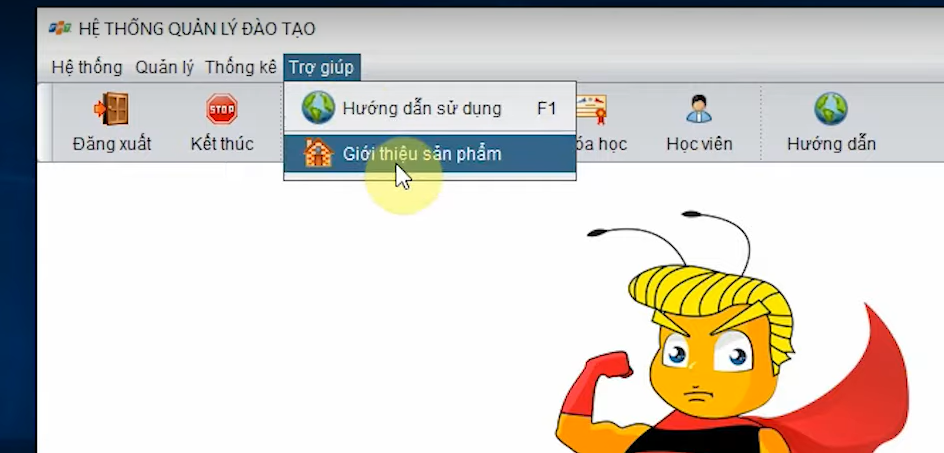 HỆ THỐNG QUẢN LÝ ĐÀO TẠO
Hệ thống Quản lý Thống kê Trợ giúp
Hướng dẫn sử dụng F1
Giới thiệu sản phẩm
Đăng xuất Kết thúc óa học Học viên Hướng dẫn
STOP